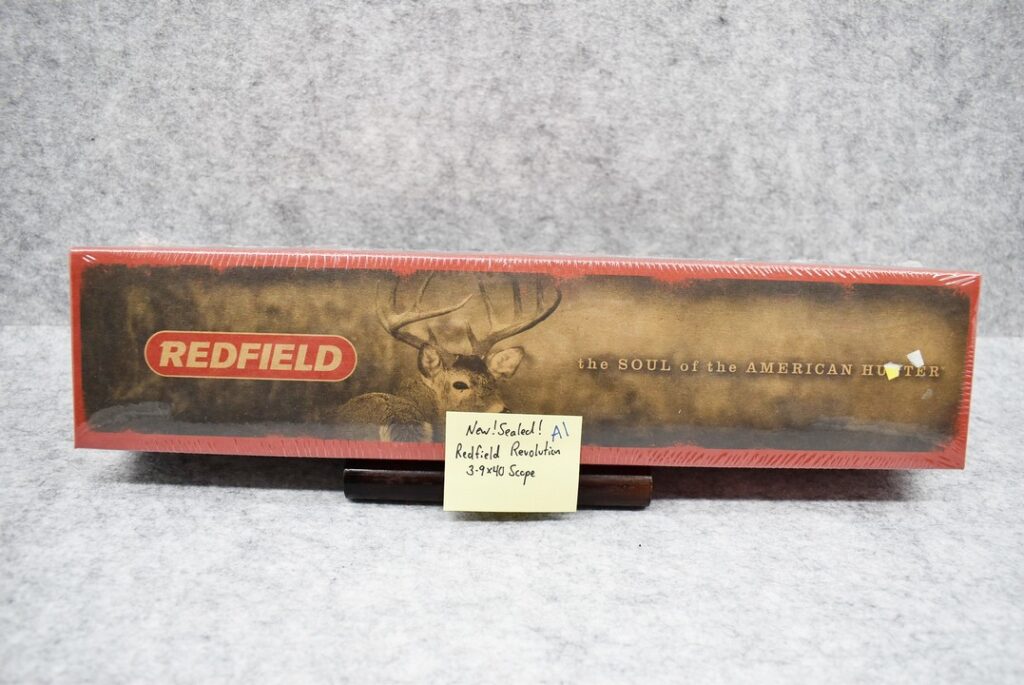 REDFIELD
the SOUL of the AMERICAN HUNTER
New! Sealed! A1
Redfield Revolution
3-9x40 Scope